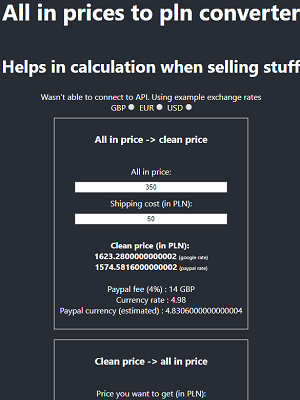 All in prices to pln converter
Helps in calculation when selling stuff
Wasn't able to connect to API. Using example exchange rates
GBP EUR USD
All in price -> clean price
All in price:
350
Shipping cost (in PLN):
50
Clean price (in PLN):
1623.2800000000002 (google rate)
1574.5816000000002 (paypal rate)
Paypal fee (4%) : 14 GBP
Currency rate : 4.98
Paypal currency (estimated) : 4.8306000000000004
Clean price -> all in price
Price you want to get (in PLN):